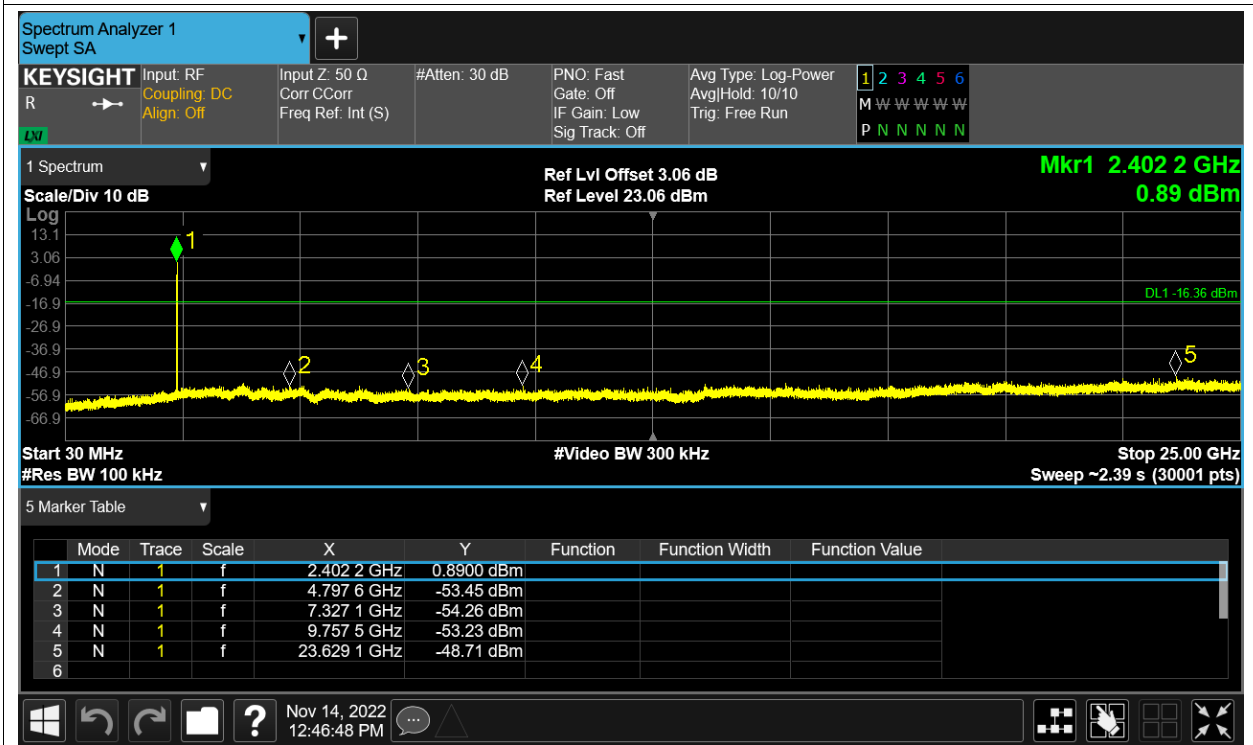 Spectrum Analyzer 1
Swept SA
KEYSIGHT Input: RF Input Z: 50 Ω #Atten: 30 dB PNO: Fast Avg Type: Log-Power 1 2 3 4 5 6
R Coupling: DC Corr CCorr Gate: Off Avg|Hold: 10/10 M W W W W W
Align: Off Freq Ref: Int (S) IF Gain: Low Trig: Free Run
LXI Sig Track: Off P N N N N N
1 Spectrum Ref Lvl Offset 3.06 dB Mkr1 2.402 2 GHz
Scale/Div 10 dB Ref Level 23.06 dBm 0.89 dBm
Log
13.1
1
3.06
-6.94
DL1 -16.36 dBm
-16.9
-26.9
-36.9
2 3 4 5
-46.9
-56.9
-66.9
Start 30 MHz #Video BW 300 kHz Stop 25.00 GHz
#Res BW 100 kHz Sweep ~2.39 s (30001 pts)
5 Marker Table
Mode Trace Scale X Y Function Function Width Function Value
1 N 1 f 2.402 2 GHz 0.8900 dBm
2 N 1 f 4.797 6 GHz -53.45 dBm
3 N 1 f 7.327 1 GHz -54.26 dBm
4 N 1 f 9.757 5 GHz -53.23 dBm
5 N 1 f 23.629 1 GHz -48.71 dBm
6
? Nov 14, 2022
12:46:48 PM